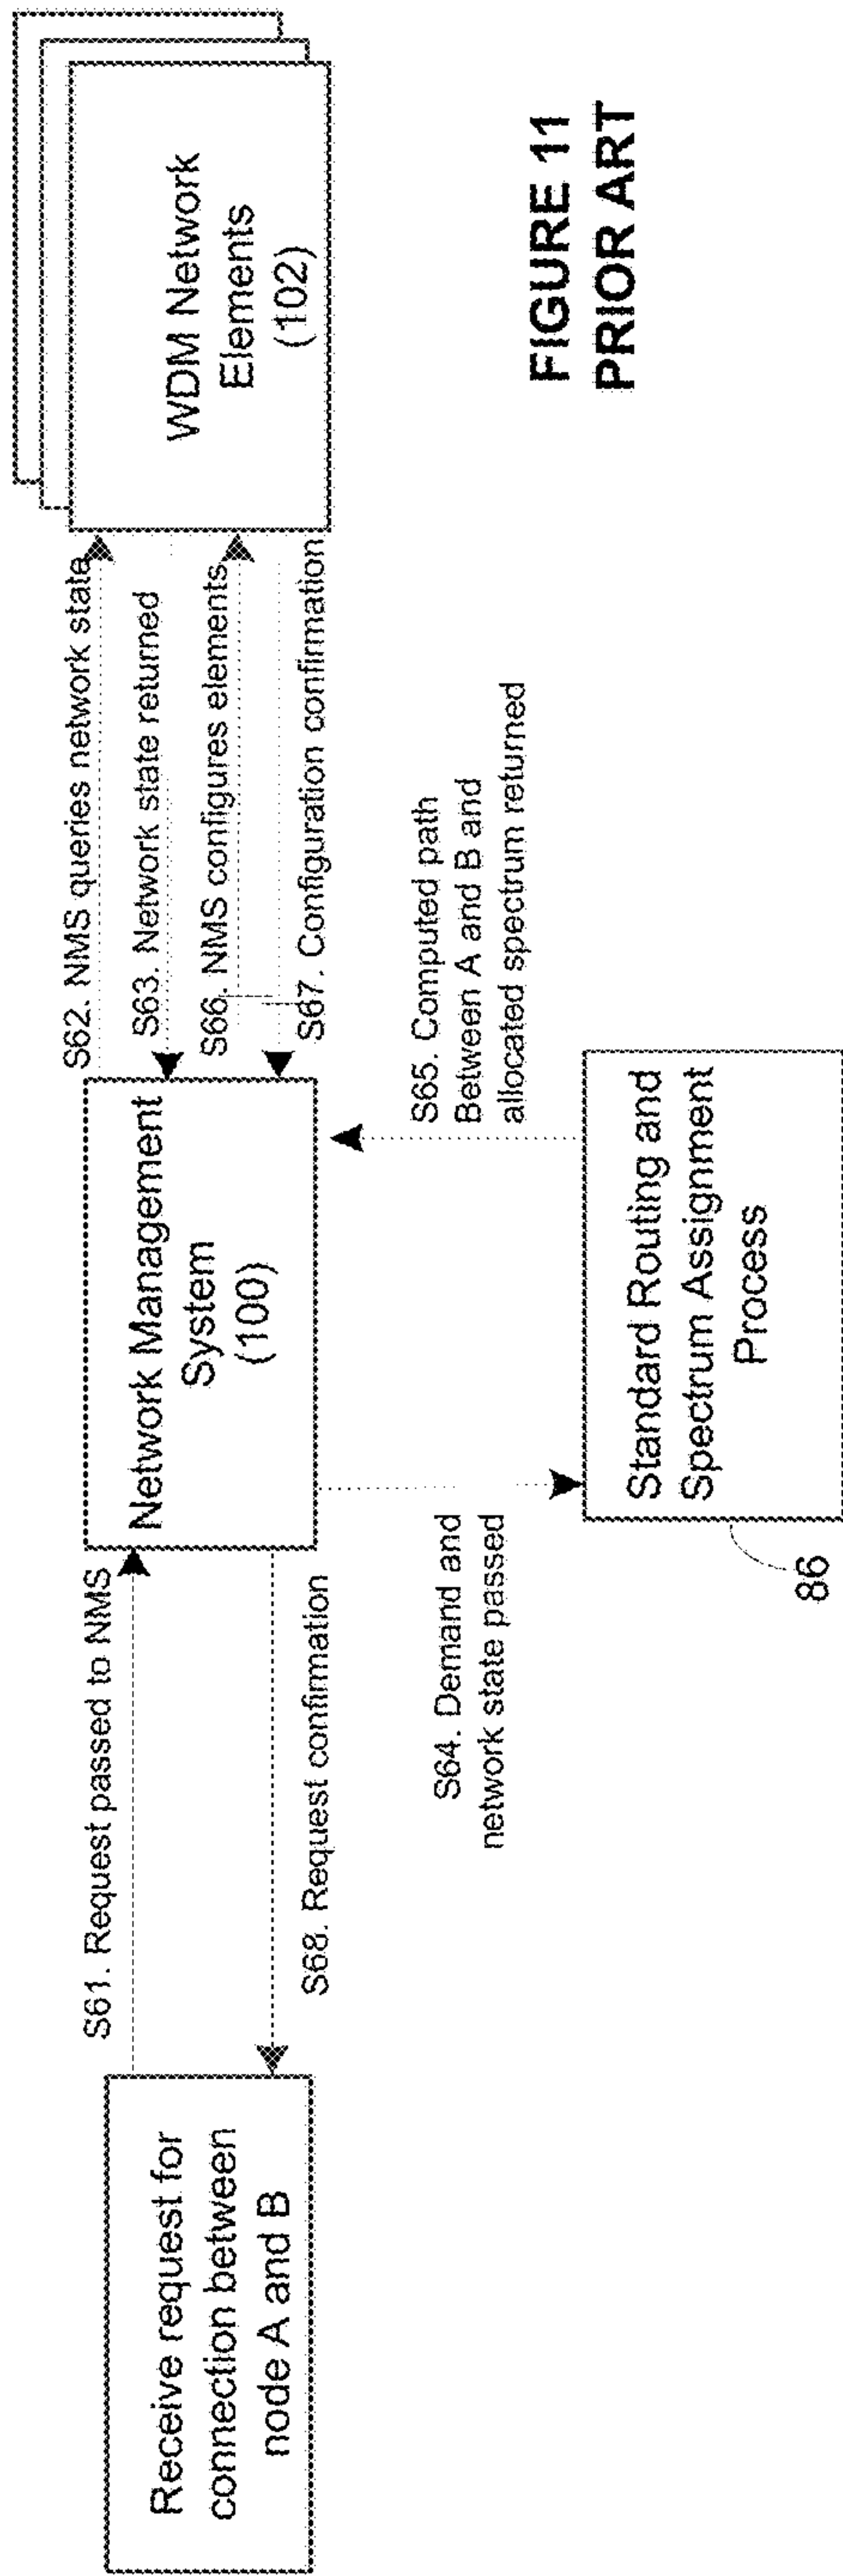 Receive request for
connection between
node A and B
S61. Request passed to NMS
S68. Request confirmation
Network Management
System
(100)
S62. NMS queries network state
S63. Network state returned
S66. NMS configures elements
S67. Configuration confirmation
WDM Network
Elements
(102)
S64. Demand and
network state passed
S65. Computed path
Between A and B and
allocated spectrum returned
Standard Routing and
Spectrum Assignment
Process
86
FIGURE 11
PRIOR ART